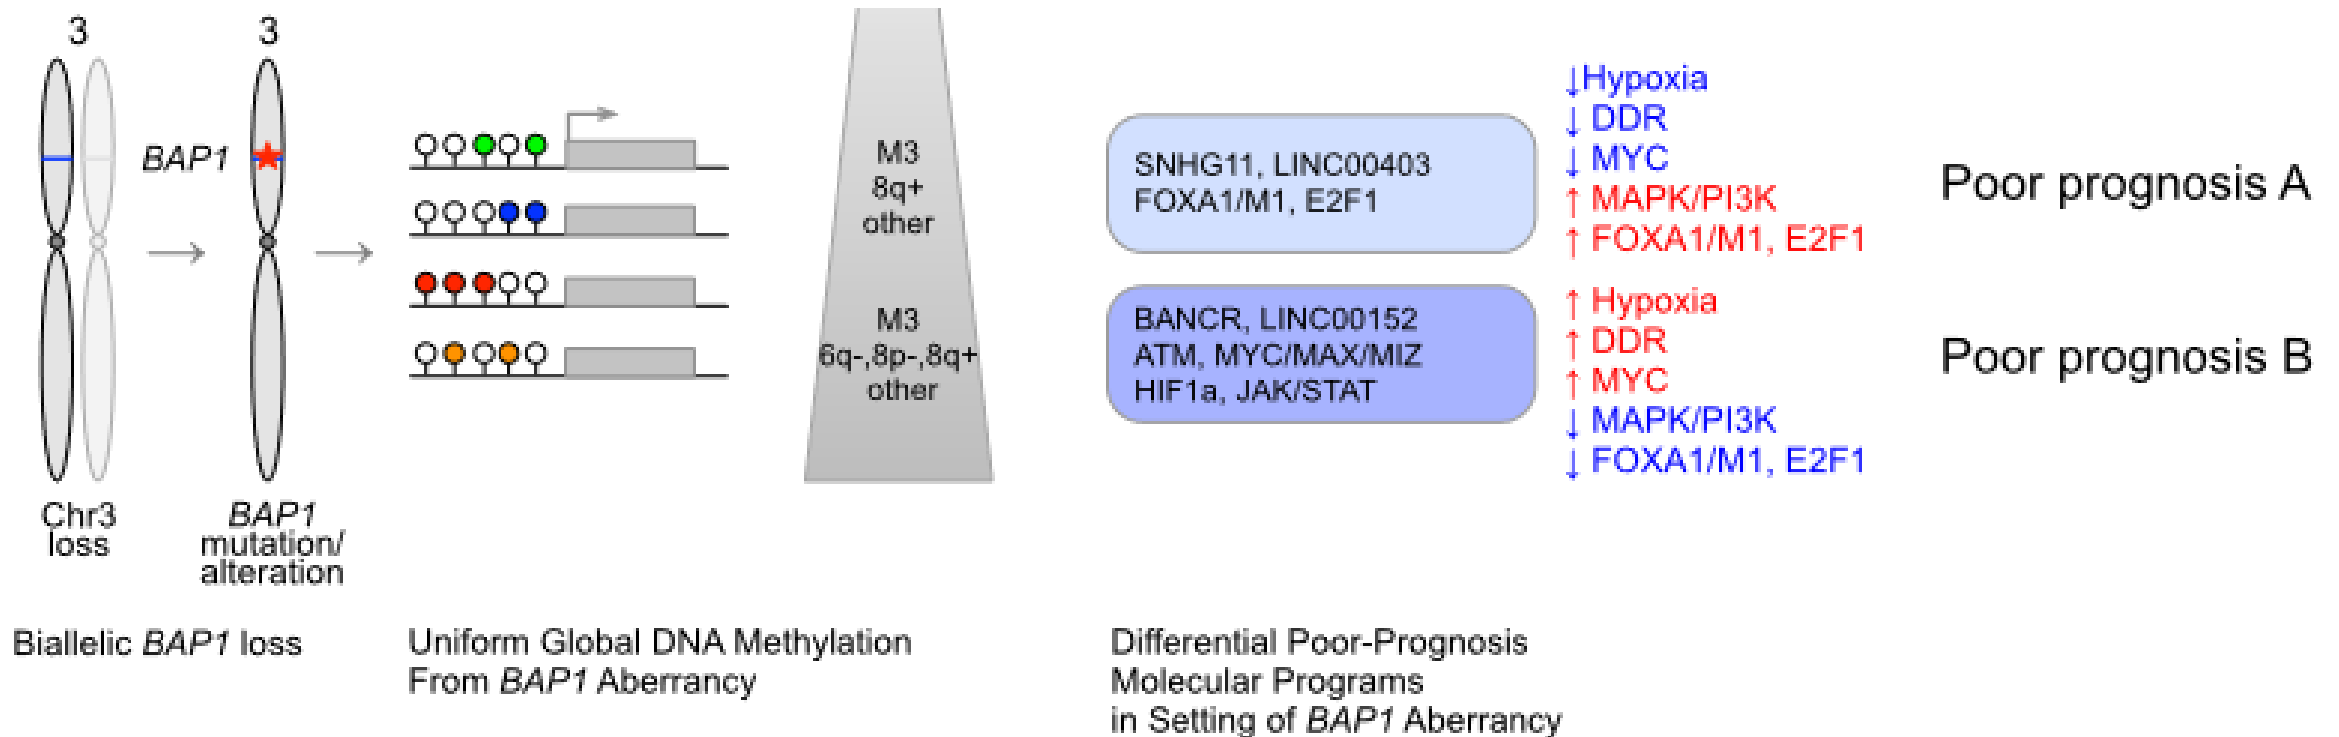 3
3
BAP1
Chr3
loss
BAP1
mutation/
alteration
Biallelic BAP1 loss
Uniform Global DNA Methylation
From BAP1 Aberrancy
M3
8q+
other
M3
6q-,8p-,8q+
other
SNHG11, LINC00403
FOXA1/M1, E2F1
BANCR, LINC00152
ATM, MYC/MAX/MIZ
HIF1a, JAK/STAT
Differential Poor-Prognosis
Molecular Programs
in Setting of BAP1 Aberrancy
↓Hypoxia
↓ DDR
↓ MYC
↑ MAPK/PI3K
↑ FOXA1/M1, E2F1
Poor prognosis A
↑ Hypoxia
↑ DDR
↑ MYC
↓ MAPK/PI3K
↓ FOXA1/M1, E2F1
Poor prognosis B